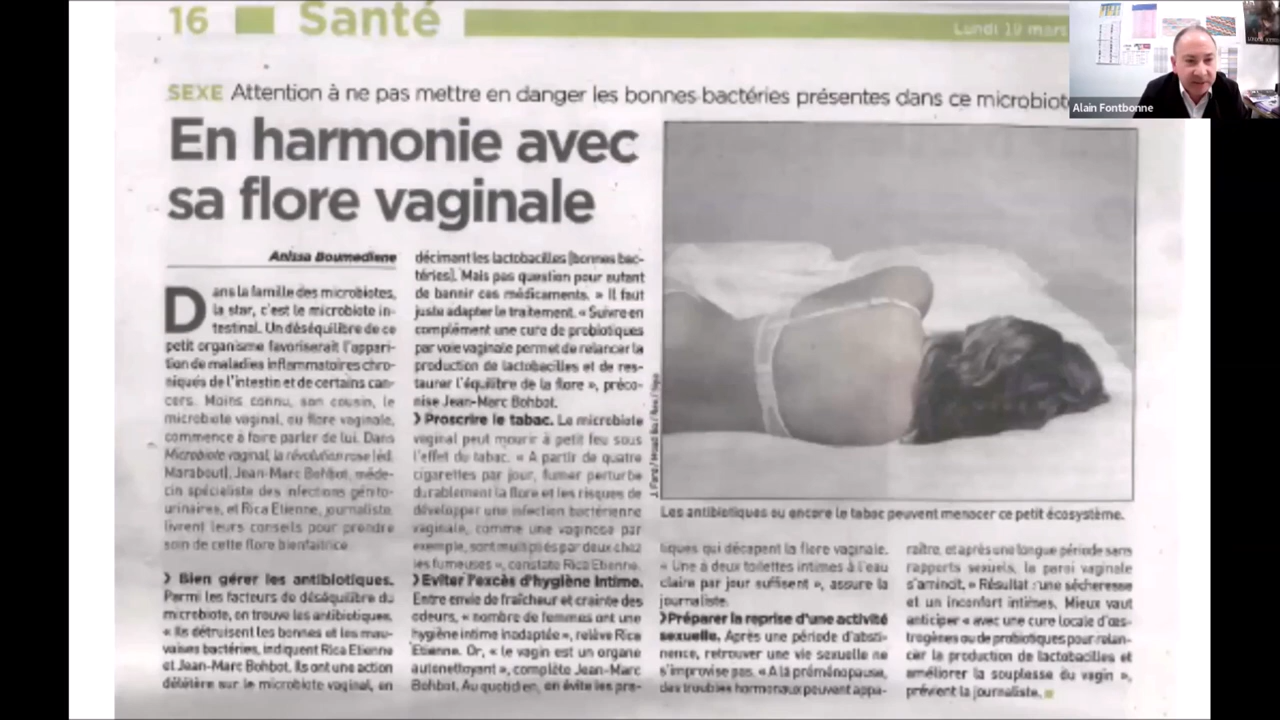 16 Santé Lundi 19 mars
Alain Fontbonne
SEXE Attention à ne pas mettre en danger les bonnes bactéries présentes dans ce microbiote
En harmonie avec
sa flore vaginale
Anissa Boumediene
Dans la famille des microbiotes,
la star, c'est le microbiote in-
testinal. Un déséquilibre de ce
petit organisme favoriserait l'appari-
tion de maladies inflammatoires chro-
niques de l'intestin et de certains can-
cers. Moins connu, son cousin, le
microbiote vaginal, ou flore vaginale,
commence à faire parler de lui. Dans
Microbiote vaginal, la révolution rose (éd.
Marabout), Jean-Marc Bohbot, méde-
cin spécialiste des infections génito-
urinaires, et Rica Etienne, journaliste,
livrent leurs conseils pour prendre
soin de cette flore bienfaitrice.
❯ Bien gérer les antibiotiques.
Parmi les facteurs de déséquilibre du
microbiote, on trouve les antibiotiques.
« Ils détruisent les bonnes et les mau-
vaises bactéries, indiquent Rica Etienne
et Jean-Marc Bohbot. Ils ont une action
délétère sur le microbiote vaginal, en
décimant les lactobacilles (bonnes bac-
téries). Mais pas question pour autant
de bannir ces médicaments. » Il faut
juste adapter le traitement. « Suivre en
complément une cure de probiotiques
par voie vaginale permet de relancer la
production de lactobacilles et de res-
taurer l'équilibre de la flore », préco-
nise Jean-Marc Bohbot.
❯ Proscrire le tabac. Le microbiote
vaginal peut mourir à petit feu sous
l'effet du tabac. « A partir de quatre
cigarettes par jour, fumer perturbe
durablement la flore et les risques de
développer une infection bactérienne
vaginale, comme une vaginose par
exemple, sont multipliés par deux chez
les fumeuses », constate Rica Etienne.
❯ Eviter l'excès d'hygiène intime.
Entre envie de fraîcheur et crainte des
odeurs, « nombre de femmes ont une
hygiène intime inadaptée », relève Rica
Etienne. Or, « le vagin est un organe
autonettoyant », complète Jean-Marc
Bohbot. Au quotidien, on évite les pro-
Les antibiotiques ou encore le tabac peuvent menacer ce petit écosystème.
tiques qui décapent la flore vaginale.
« Une à deux toilettes intimes à l'eau
claire par jour suffisent », assure la
journaliste.
❯ Préparer la reprise d'une activité
sexuelle. Après une période d'absti-
nence, retrouver une vie sexuelle ne
s'improvise pas. « A la préménopause,
des troubles hormonaux peuvent appa-
raître, et après une longue période sans
rapports sexuels, la paroi vaginale
s'amincit. » Résultat : une sécheresse
et un inconfort intimes. Mieux vaut
anticiper « avec une cure locale d'œs-
trogènes ou de probiotiques pour relan-
cer la production de lactobacilles et
améliorer la souplesse du vagin »,
prévient la journaliste.